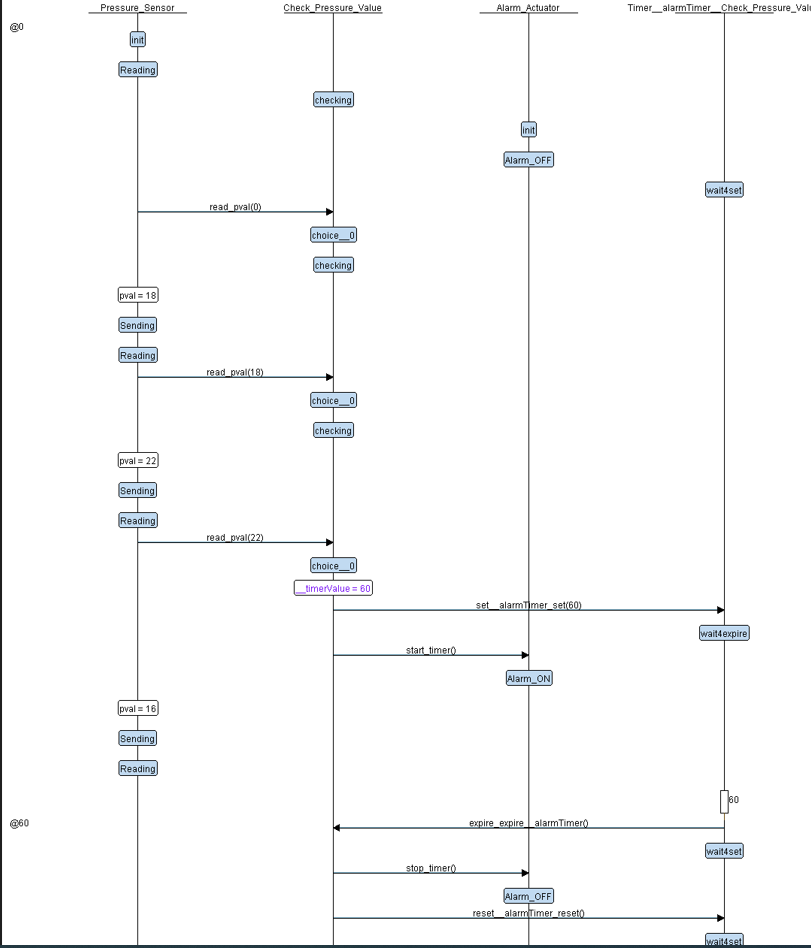 Pressure_Sensor Check_Pressure_Value Alarm_Actuator Timer__alarmTimer__Check_Pressure_Valu
@0
init
Reading
checking
init
Alarm_OFF
wait4set
read_pval(0)
choice__0
checking
pval = 18
Sending
Reading
read_pval(18)
choice__0
checking
pval = 22
Sending
Reading
read_pval(22)
choice__0
__timerValue = 60
set__alarmTimer_set(60)
wait4expire
start_timer()
Alarm_ON
pval = 16
Sending
Reading
60
@60
expire_expire__alarmTimer()
wait4set
stop_timer()
Alarm_OFF
reset__alarmTimer_reset()
wait4set